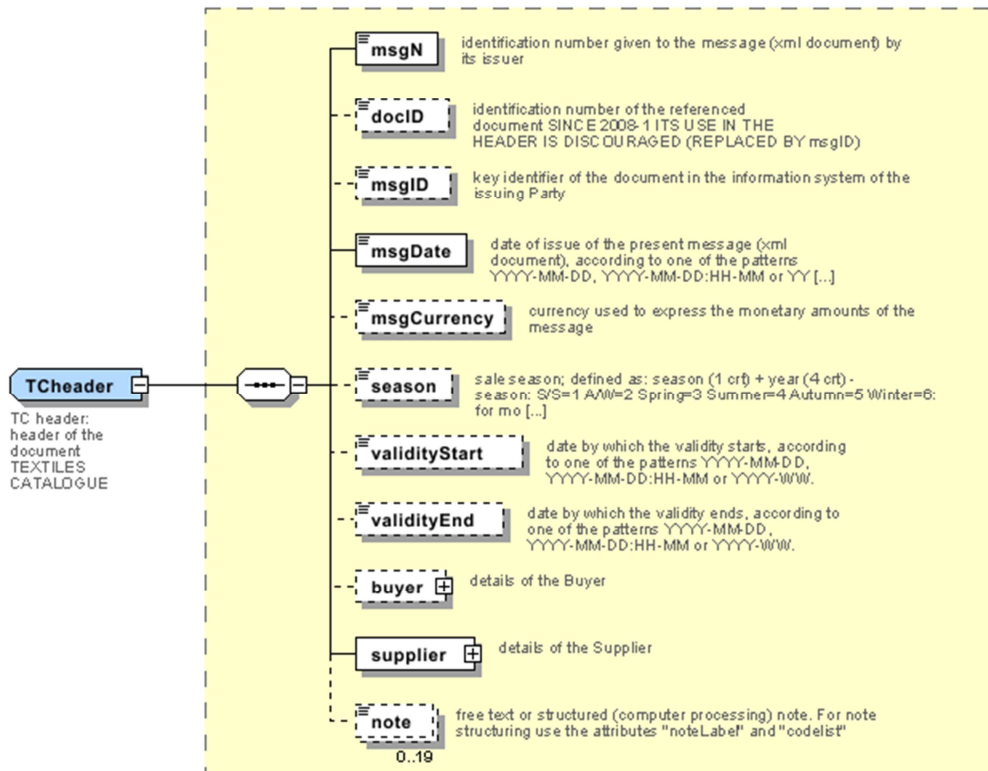 msgN
identification number given to the message (xml document) by
its issuer
docID
identification number of the referenced
document SINCE 2008-1 ITS USE IN THE
HEADER IS DISCOURAGED (REPLACED BY msgID)
msgID
key identifier of the document in the information system of the
issuing Party
msgDate
date of issue of the present message (xml
document), according to one of the patterns
YYYY-MM-DD, YYYY-MM-DD:HH-MM or YY [...]
msgCurrency
currency used to express the monetary amounts of the
message
TCheader
TC header:
header of the
document
TEXTILES
CATALOGUE
season
sale season; defined as: season (1 crt) + year (4 crt) -
season: S/S=1 A/W=2 Spring=3 Summer=4 Autumn=5 Winter=6:
for mo [...]
validityStart
date by which the validity starts, according
to one of the patterns YYYY-MM-DD,
YYYY-MM-DD:HH-MM or YYYY-WW.
validityEnd
date by which the validity ends, according to
one of the patterns YYYY-MM-DD,
YYYY-MM-DD:HH-MM or YYYY-WW.
buyer
details of the Buyer
supplier
details of the Supplier
note
free text or structured (computer processing) note. For note
structuring use the attributes "noteLabel" and "codelist"
0..19